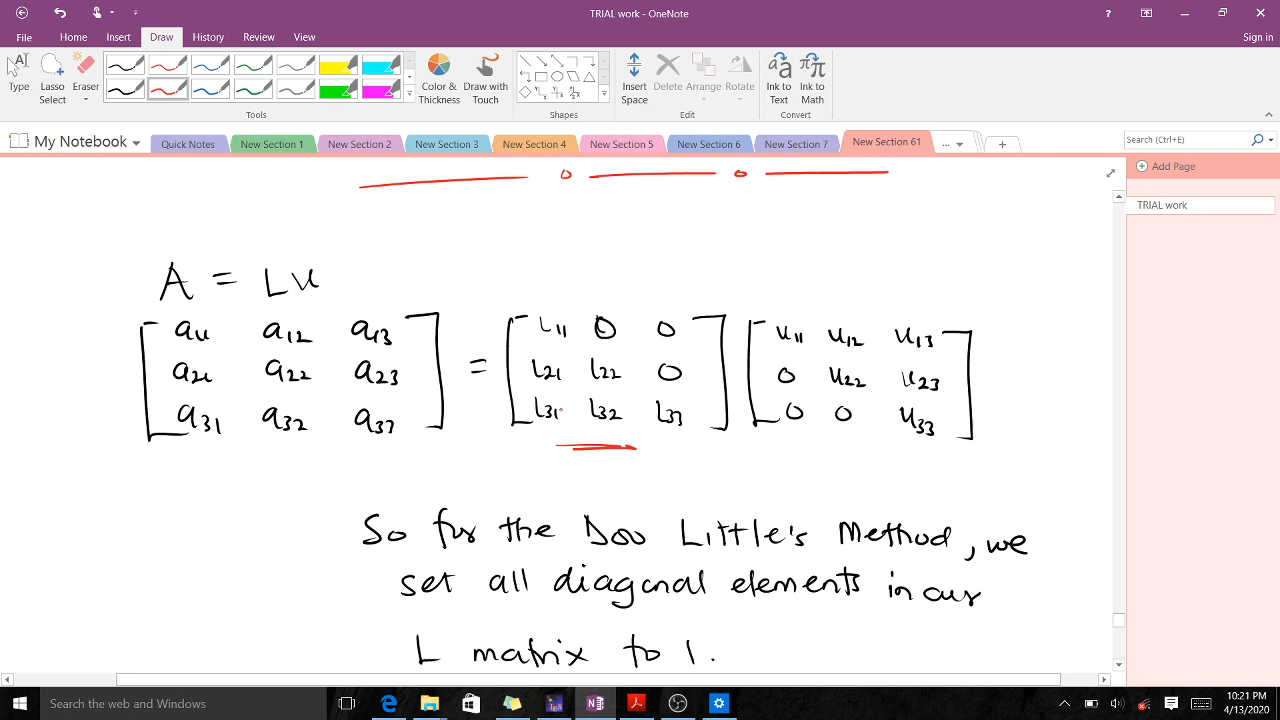 TRIAL work - OneNote
File Home Insert Draw History Review View Sign in
Type Lasso Select Eraser Color & Thickness Draw with Touch Insert Space Delete Arrange Rotate Ink to Text Ink to Math
Tools Shapes Edit Convert
My Notebook Quick Notes New Section 1 New Section 2 New Section 3 New Section 4 New Section 5 New Section 6 New Section 7 New Section 61 ... Search (Ctrl+E)
Add Page
TRIAL work
A = LU
a11 a12 a13 = L11 0 0 u11 u12 u13
a21 a22 a23 L21 L22 0 0 u22 u23
a31 a32 a33 L31 L32 L33 0 0 u33
So for the Doo Little's Method, we
set all diagonal elements in our
L matrix to 1.
Search the web and Windows
10:21 PM
4/13/2020